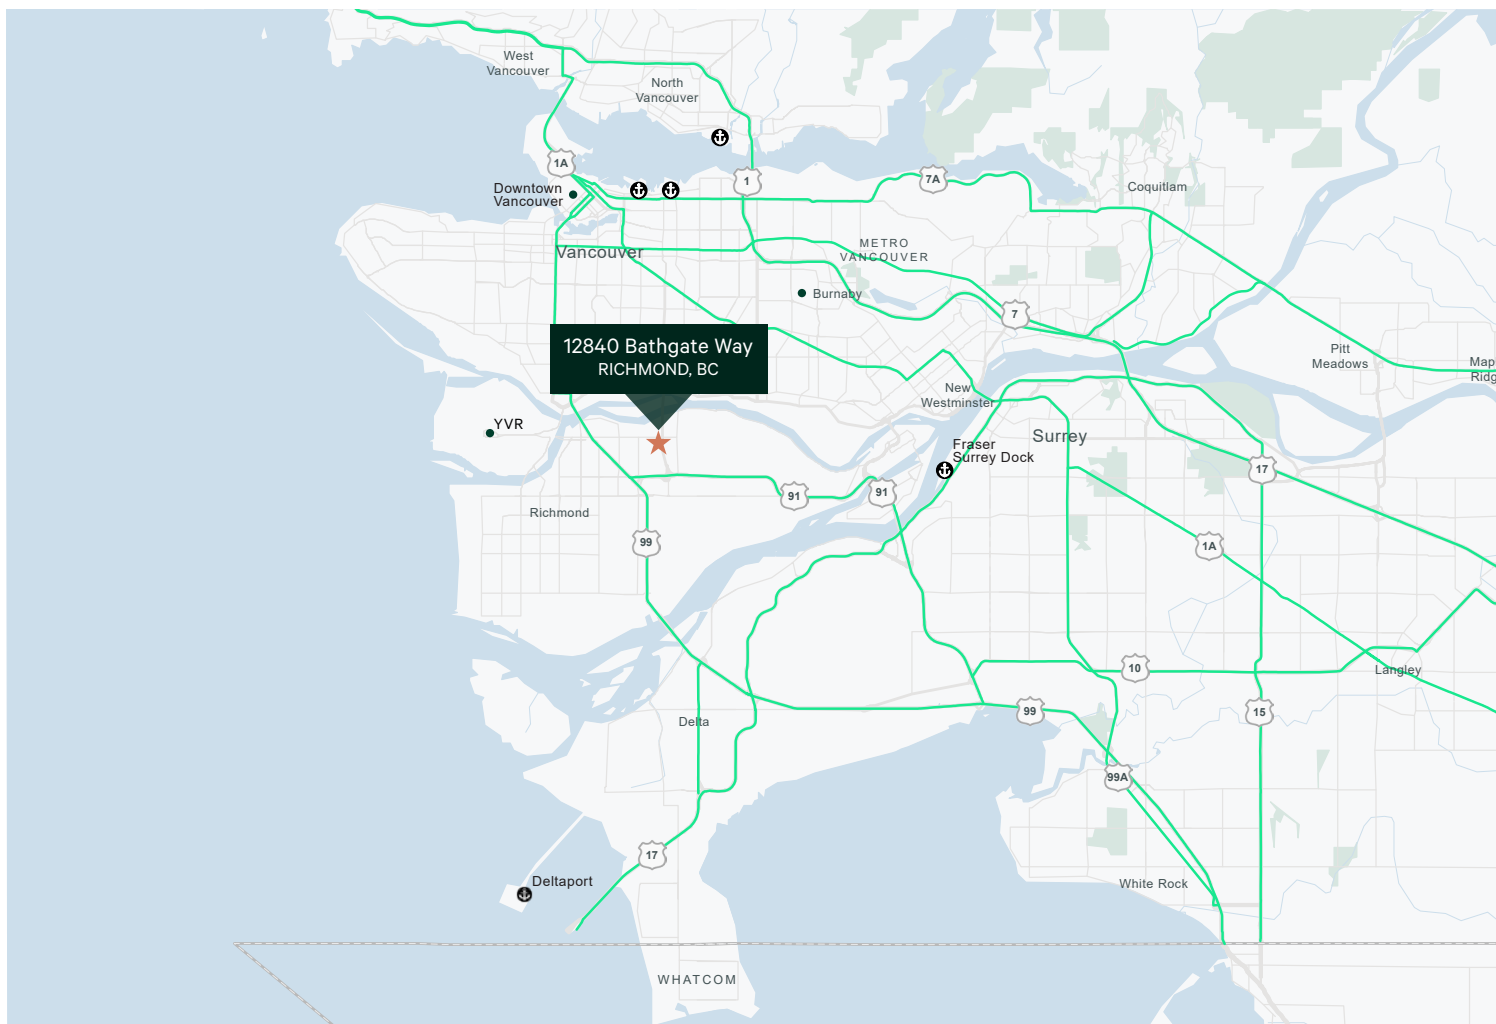 West
Vancouver
North
Vancouver
1A
1
7A
Downtown
Vancouver
Coquitlam
METRO
VANCOUVER
Vancouver
Burnaby
7
12840 Bathgate Way
RICHMOND, BC
Pitt
Meadows
Map
Ridg
New
Westminster
YVR
Surrey
Fraser
Surrey Dock
17
91
91
Richmond
99
1A
10
Langley
99
15
Delta
99A
17
Deltaport
White Rock
WHATCOM